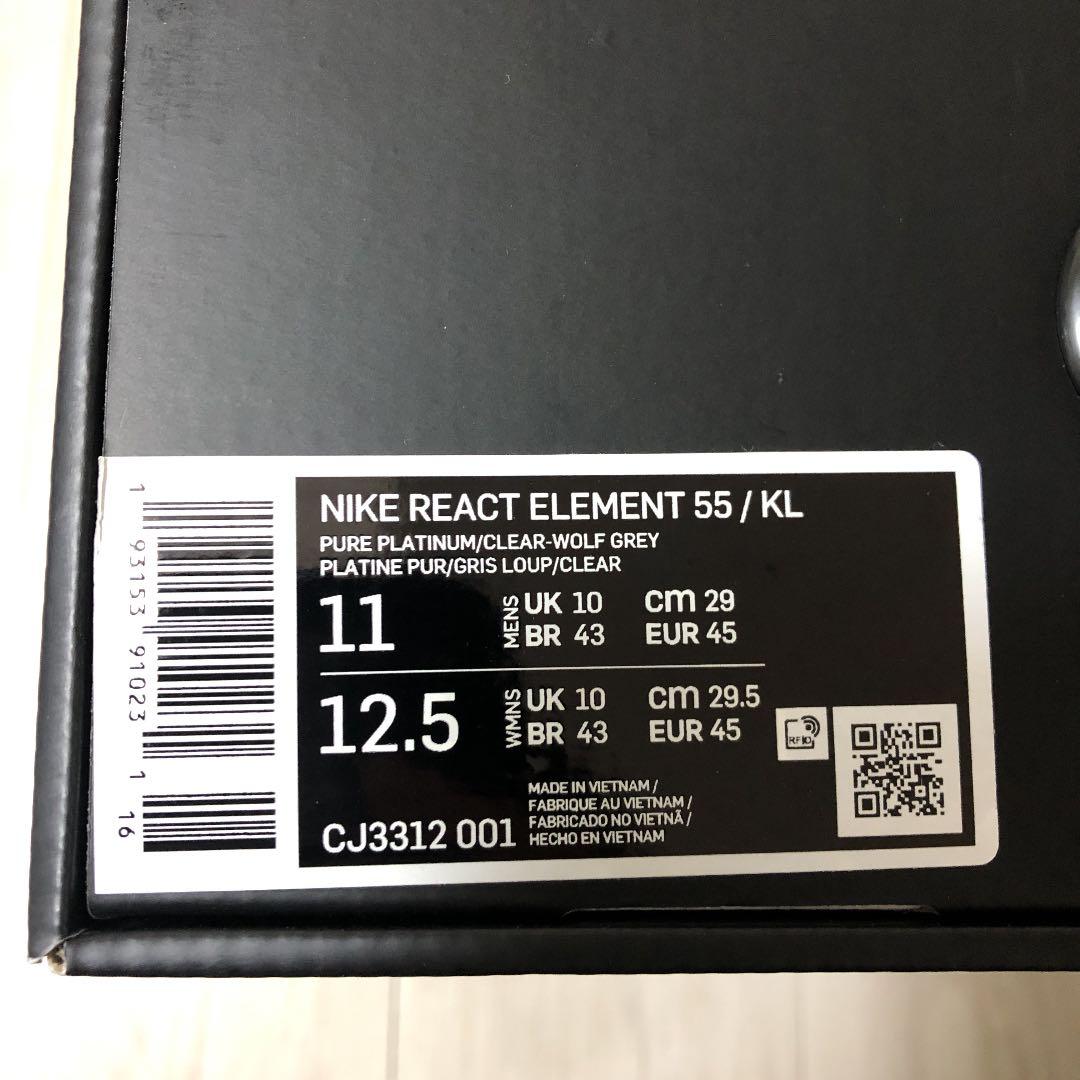 NIKE REACT ELEMENT 55 / KL
PURE PLATINUM/CLEAR-WOLF GREY
PLATINE PUR/GRIS LOUP/CLEAR
11
MENS
UK 10 cm 29
BR 43 EUR 45
12.5
WMNS
UK 10 cm 29.5
BR 43 EUR 45
RFID
MADE IN VIETNAM /
FABRIQUE AU VIETNAM /
FABRICADO NO VIETNÃ /
HECHO EN VIETNAM
CJ3312 001
1 93153 91023 1 16